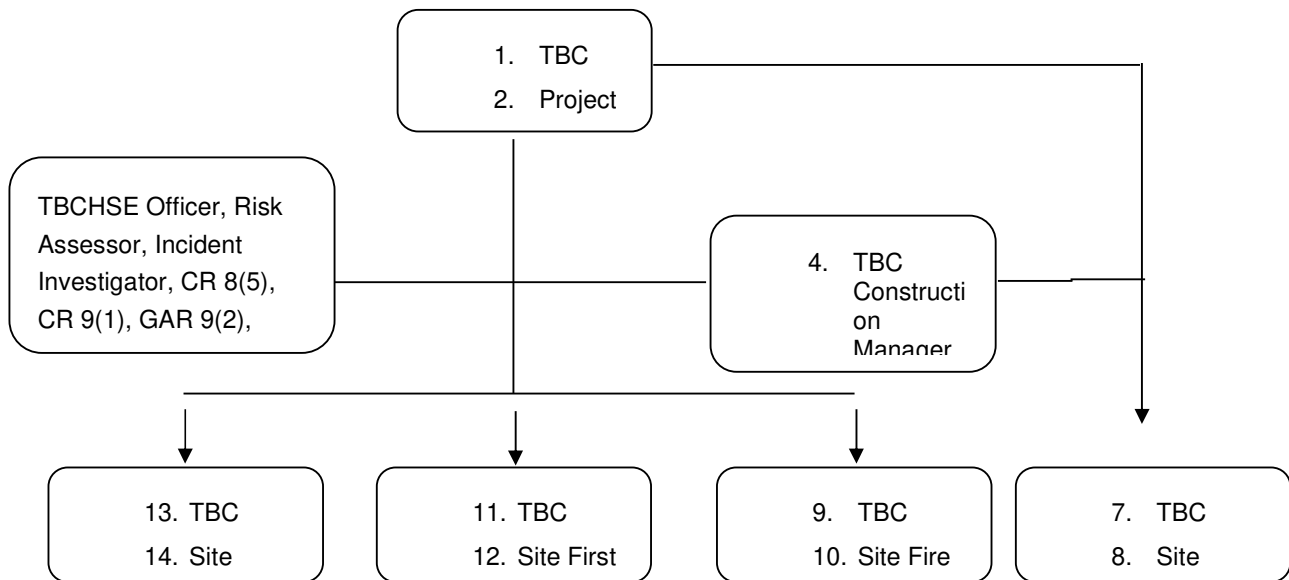 1. TBC
2. Project
TBCHSE Officer, Risk
Assessor, Incident
Investigator, CR 8(5),
CR 9(1), GAR 9(2),
4. TBC
Constructi
on
Manager
13. TBC
14. Site
11. TBC
12. Site First
9. TBC
10. Site Fire
7. TBC
8. Site